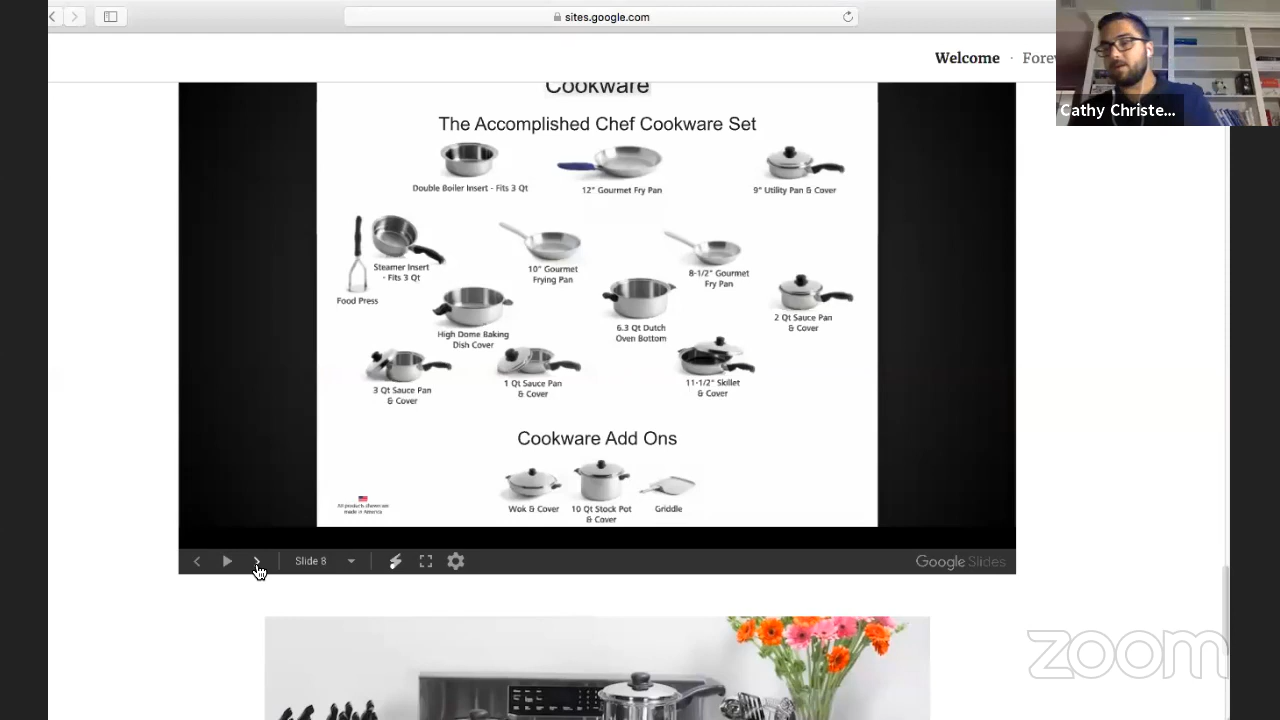 sites.google.com
Welcome · Fore
Cathy Christe...
Cookware
The Accomplished Chef Cookware Set
Double Boiler Insert - Fits 3 Qt
12" Gourmet Fry Pan
9" Utility Pan & Cover
Steamer Insert
- Fits 3 Qt
Food Press
10" Gourmet
Frying Pan
8-1/2" Gourmet
Fry Pan
High Dome Baking
Dish Cover
6.3 Qt Dutch
Oven Bottom
2 Qt Sauce Pan
& Cover
3 Qt Sauce Pan
& Cover
1 Qt Sauce Pan
& Cover
11-1/2" Skillet
& Cover
Cookware Add Ons
Wok & Cover
10 Qt Stock Pot
& Cover
Griddle
made in America
Slide 8
Google Slides
zoom